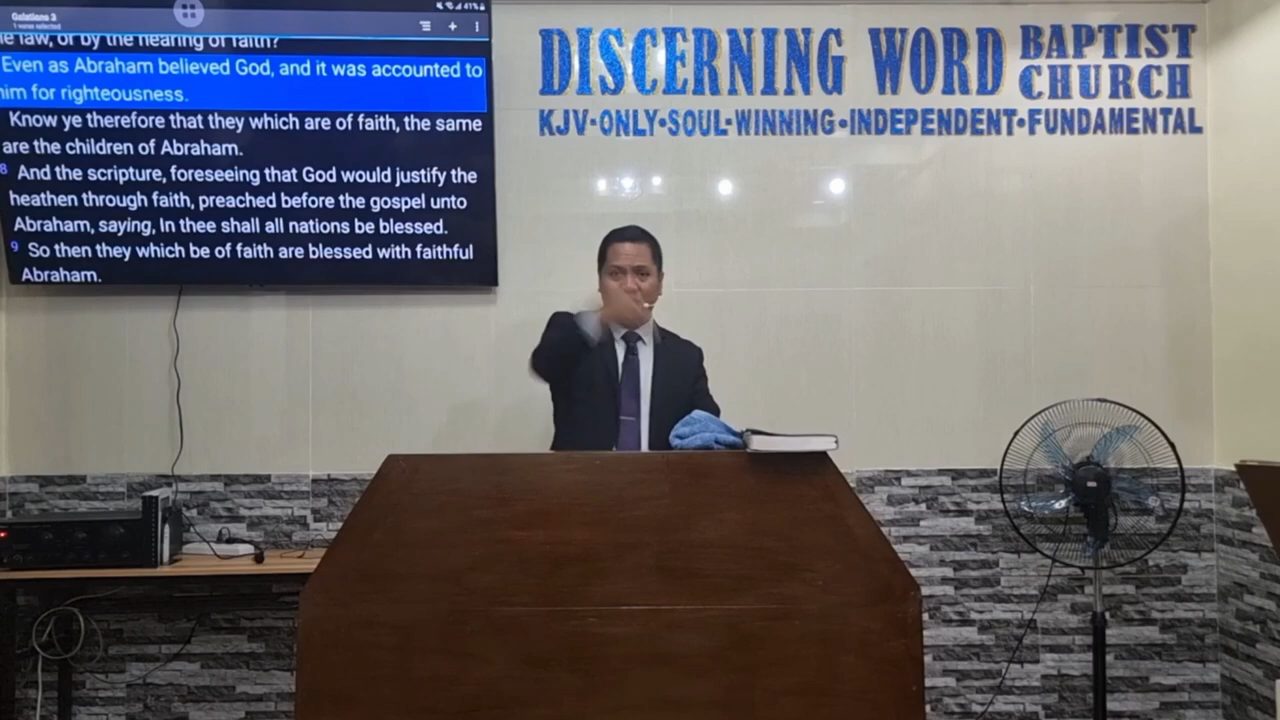 Galatians 3
1 verse selected
41%
e law, or by the hearing of faith?
Even as Abraham believed God, and it was accounted to
him for righteousness.
Know ye therefore that they which are of faith, the same
are the children of Abraham.
8 And the scripture, foreseeing that God would justify the
heathen through faith, preached before the gospel unto
Abraham, saying, In thee shall all nations be blessed.
9 So then they which be of faith are blessed with faithful
Abraham.
DISCERNING WORD BAPTIST CHURCH
KJV-ONLY•SOUL-WINNING•INDEPENDENT•FUNDAMENTAL